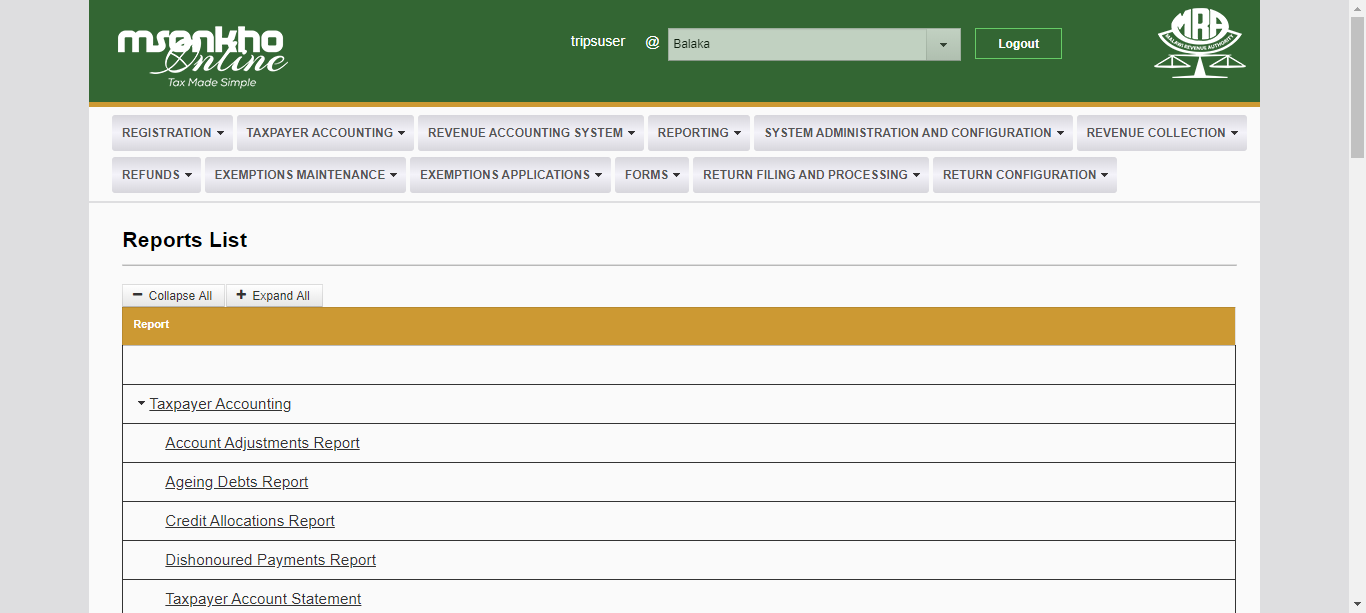 msonkho
Online
Tax Made Simple
tripsuser @ Balaka Logout
MRA
MALAWI REVENUE AUTHORITY
REGISTRATION TAXPAYER ACCOUNTING REVENUE ACCOUNTING SYSTEM REPORTING SYSTEM ADMINISTRATION AND CONFIGURATION REVENUE COLLECTION
REFUNDS EXEMPTIONS MAINTENANCE EXEMPTIONS APPLICATIONS FORMS RETURN FILING AND PROCESSING RETURN CONFIGURATION
Reports List
Collapse All Expand All
Report
Taxpayer Accounting
Account Adjustments Report
Ageing Debts Report
Credit Allocations Report
Dishonoured Payments Report
Taxpayer Account Statement